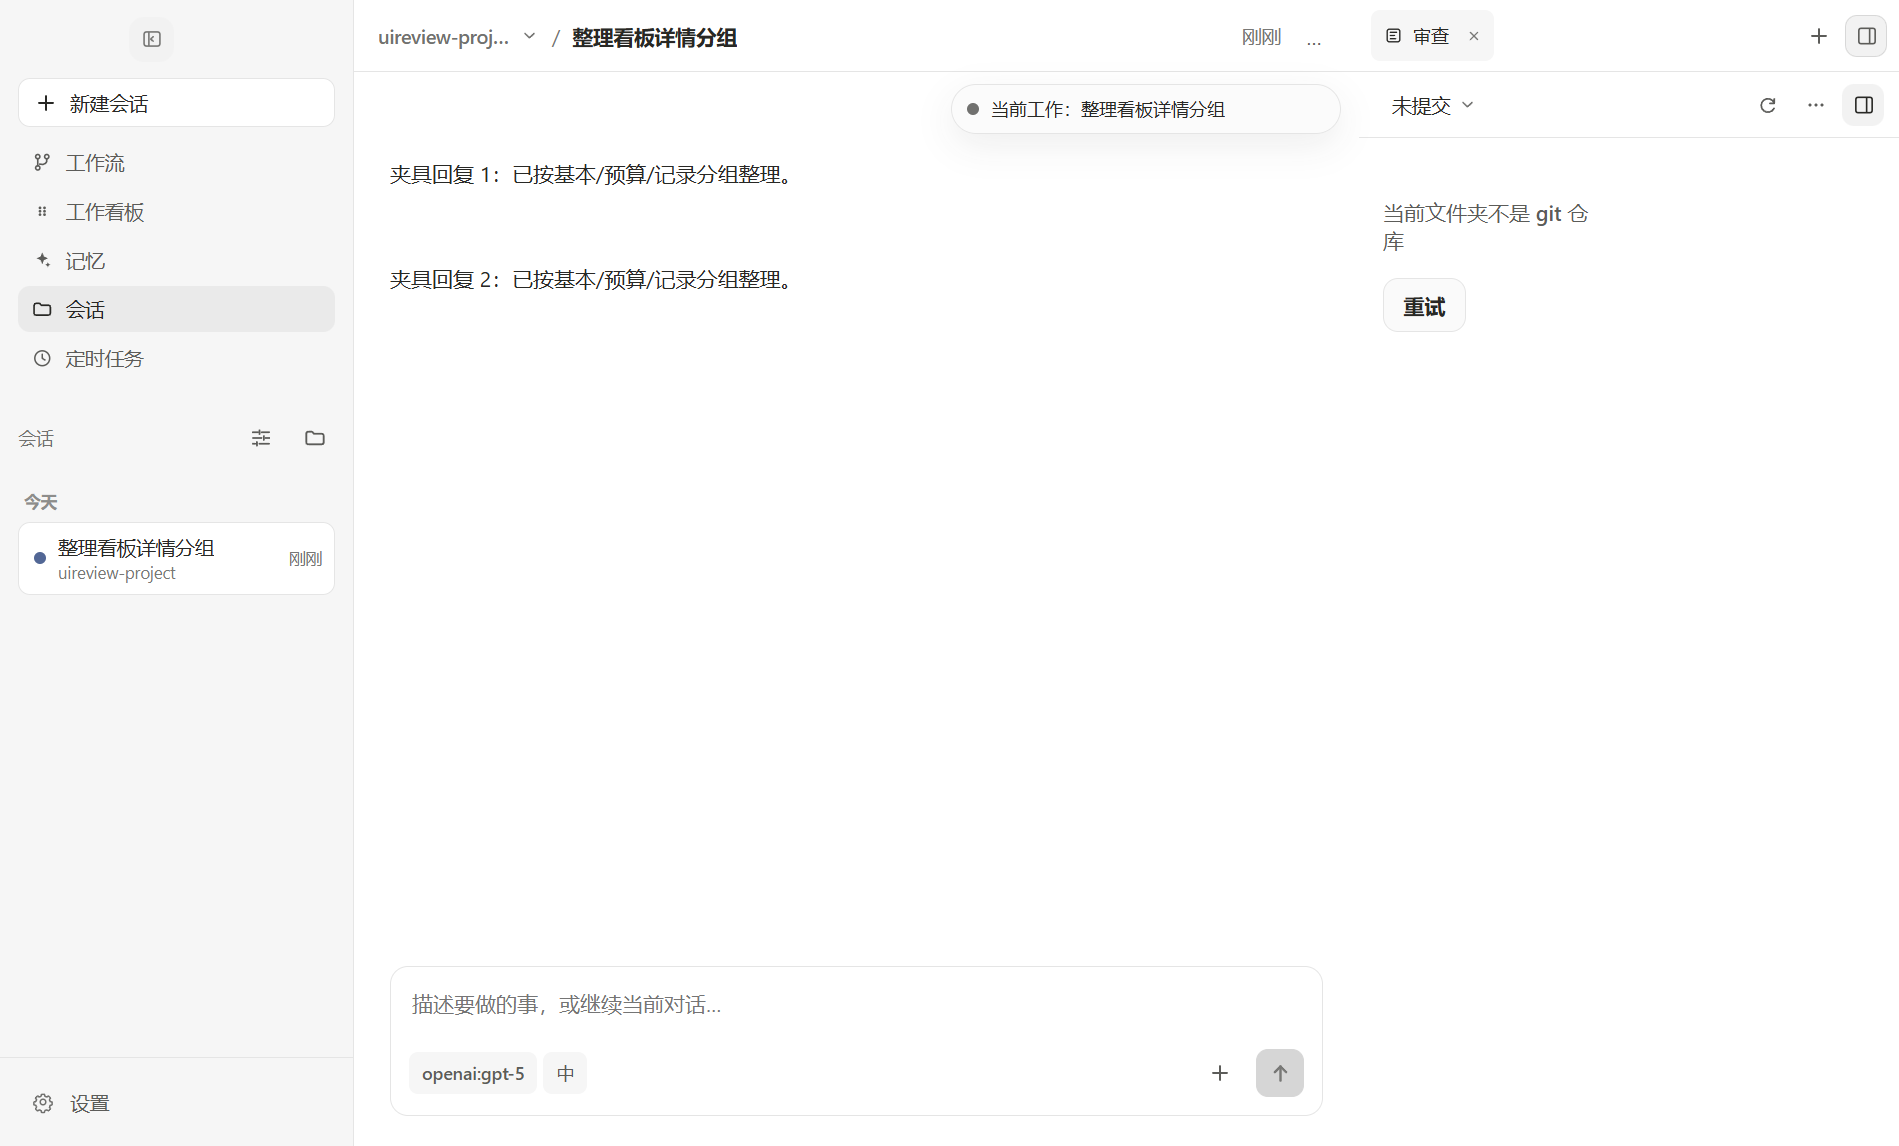 新建会话
工作流
工作看板
记忆
会话
定时任务
会话
今天
整理看板详情分组
uireview-project
刚刚
设置
uireview-proj... / 整理看板详情分组
刚刚
...
当前工作：整理看板详情分组
夹具回复 1：已按基本/预算/记录分组整理。
夹具回复 2：已按基本/预算/记录分组整理。
描述要做的事，或继续当前对话...
openai:gpt-5
中
审查
未提交
当前文件夹不是 git 仓
库
重试